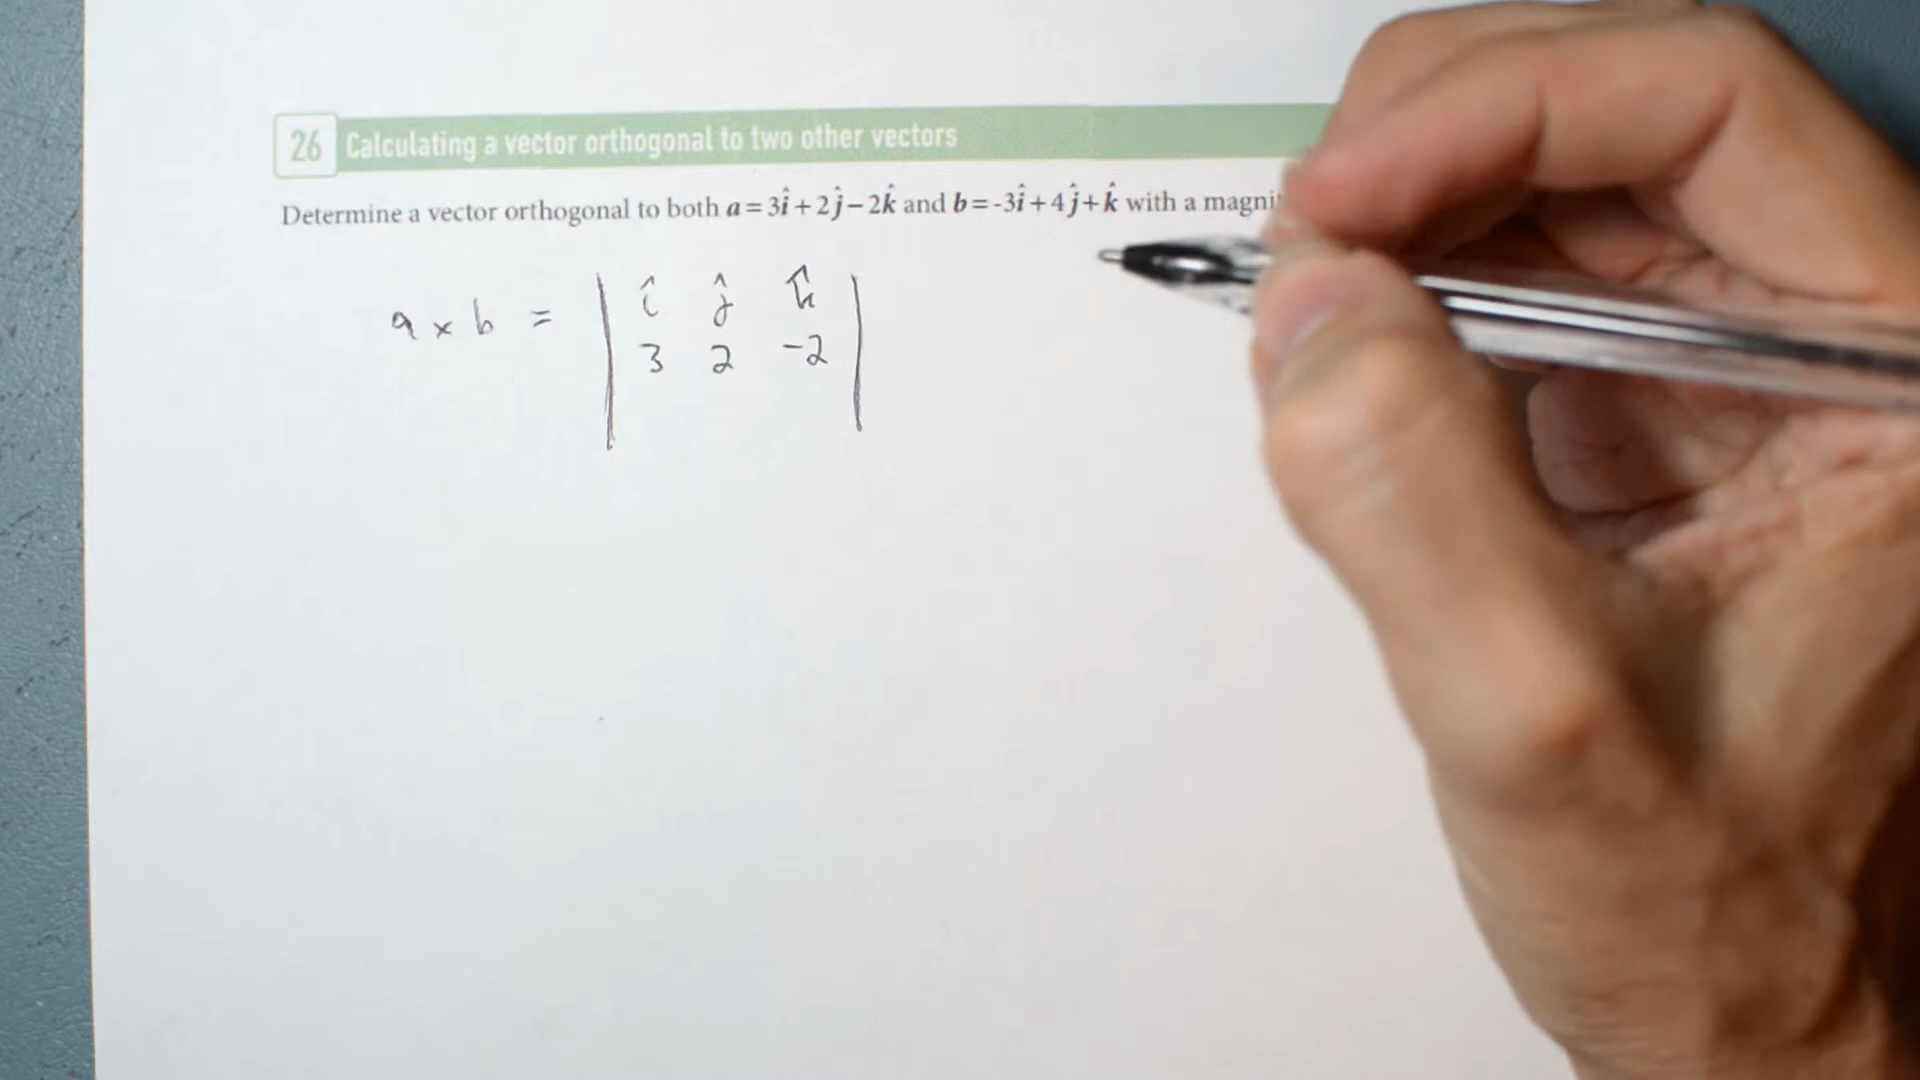 26 Calculating a vector orthogonal to two other vectors
Determine a vector orthogonal to both a = 3î + 2ĵ − 2k̂ and b = -3î + 4ĵ + k̂ with a
a × b = | î ĵ k̂ |
3 2 -2